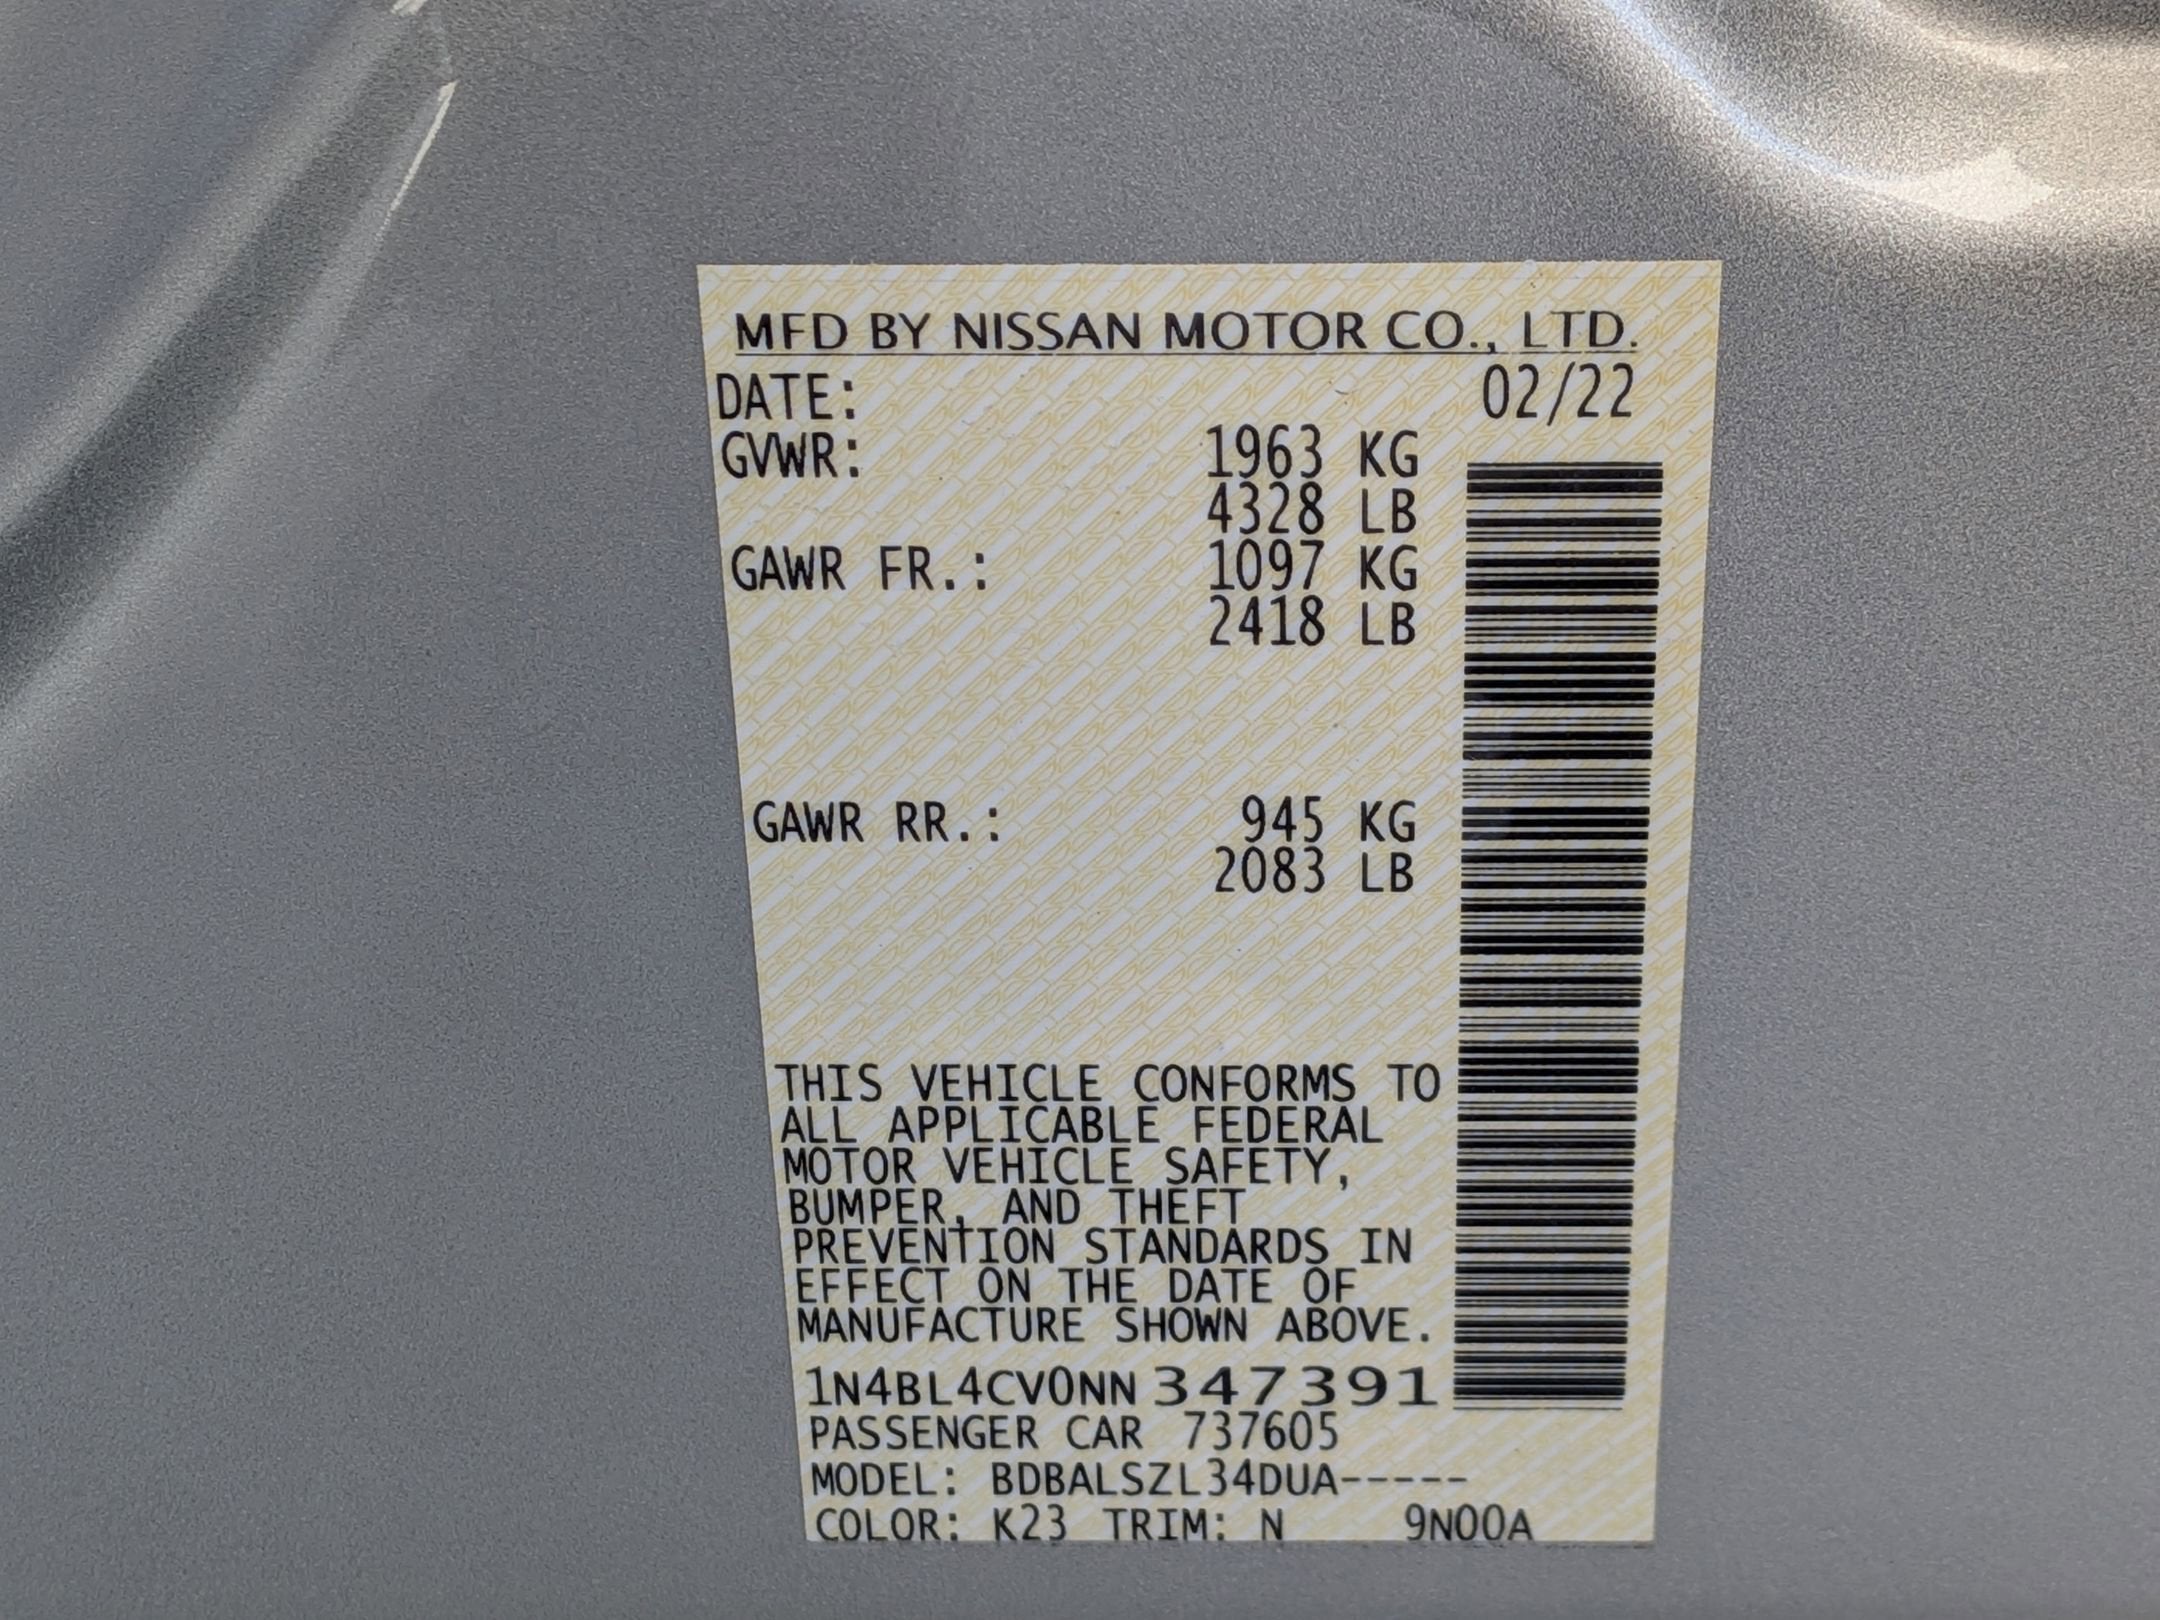 MFD BY NISSAN MOTOR CO., LTD.
DATE: 02/22
GVWR: 1963 KG
4328 LB
GAWR FR.: 1097 KG
2418 LB
GAWR RR.: 945 KG
2083 LB
THIS VEHICLE CONFORMS TO
ALL APPLICABLE FEDERAL
MOTOR VEHICLE SAFETY,
BUMPER, AND THEFT
PREVENTION STANDARDS IN
EFFECT ON THE DATE OF
MANUFACTURE SHOWN ABOVE.
1N4BL4CV0NN347391
PASSENGER CAR 737605
MODEL: BDBALSZL34DUA-----
COLOR: K23 TRIM: N 9N00A